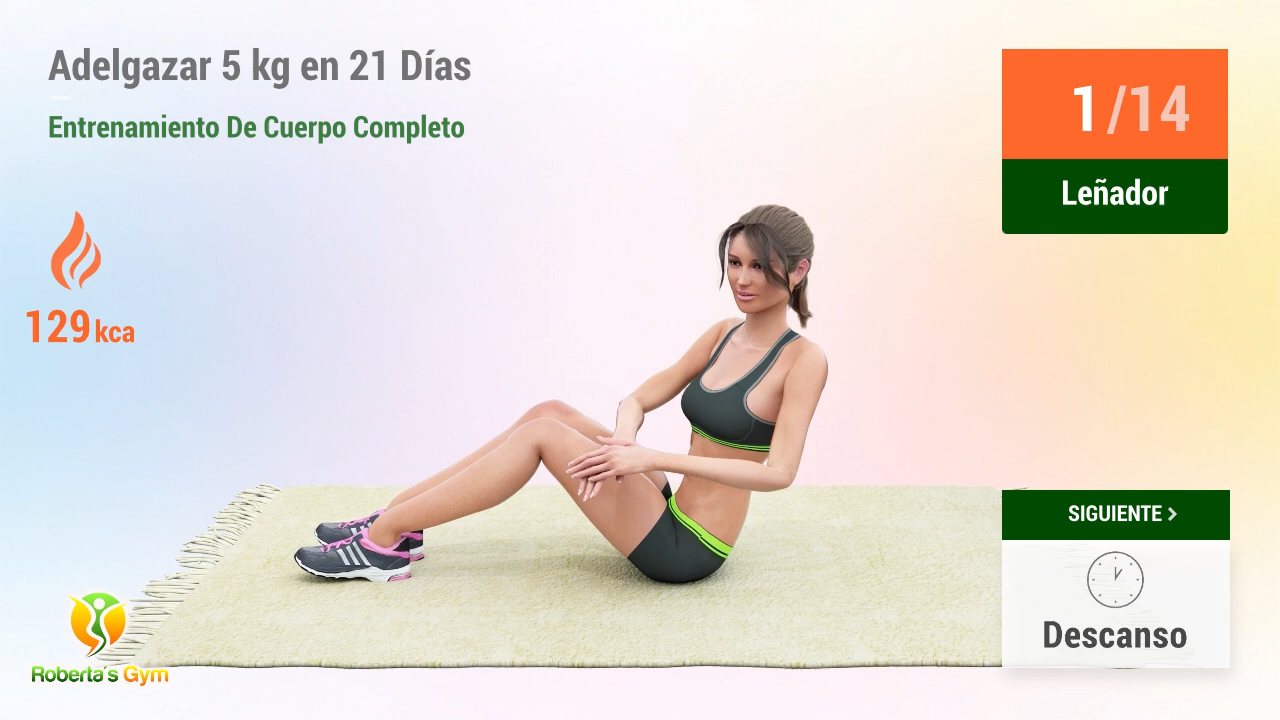 Adelgazar 5 kg en 21 Días
Entrenamiento De Cuerpo Completo
1/14
Leñador
129 kca
SIGUIENTE >
Descanso
Roberta´s Gym